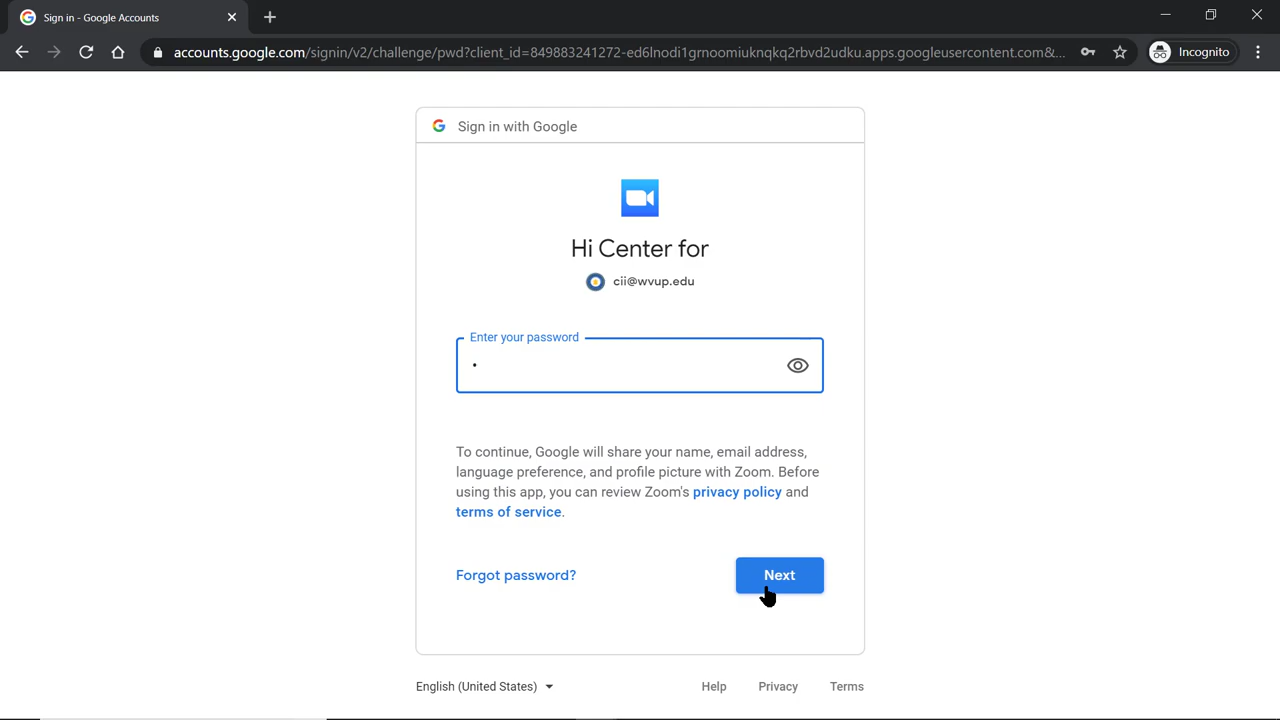 Sign in - Google Accounts
accounts.google.com/signin/v2/challenge/pwd?client_id=849883241272-ed6lnodi1grnoomiuknqkq2rbvd2udku.apps.googleusercontent.com&...
Incognito
Sign in with Google
Hi Center for
cii@wvup.edu
Enter your password
To continue, Google will share your name, email address,
language preference, and profile picture with Zoom. Before
using this app, you can review Zoom's privacy policy and
terms of service.
Forgot password?
Next
English (United States)
Help
Privacy
Terms